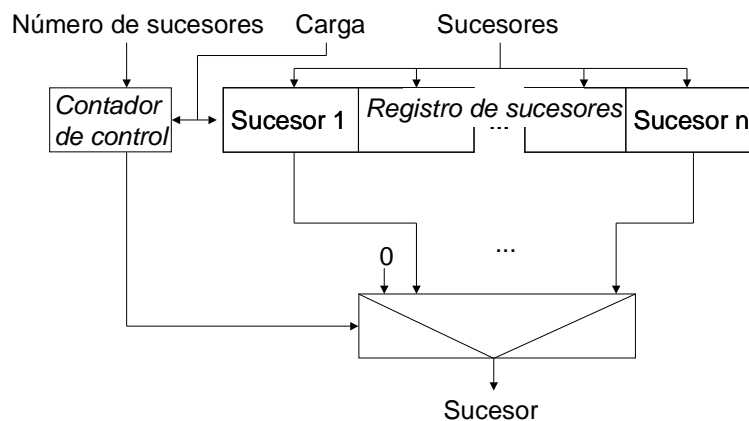 Número de sucesores Carga Sucesores
Contador de control
Sucesor 1 Registro de sucesores ... Sucesor n
...
0
Sucesor